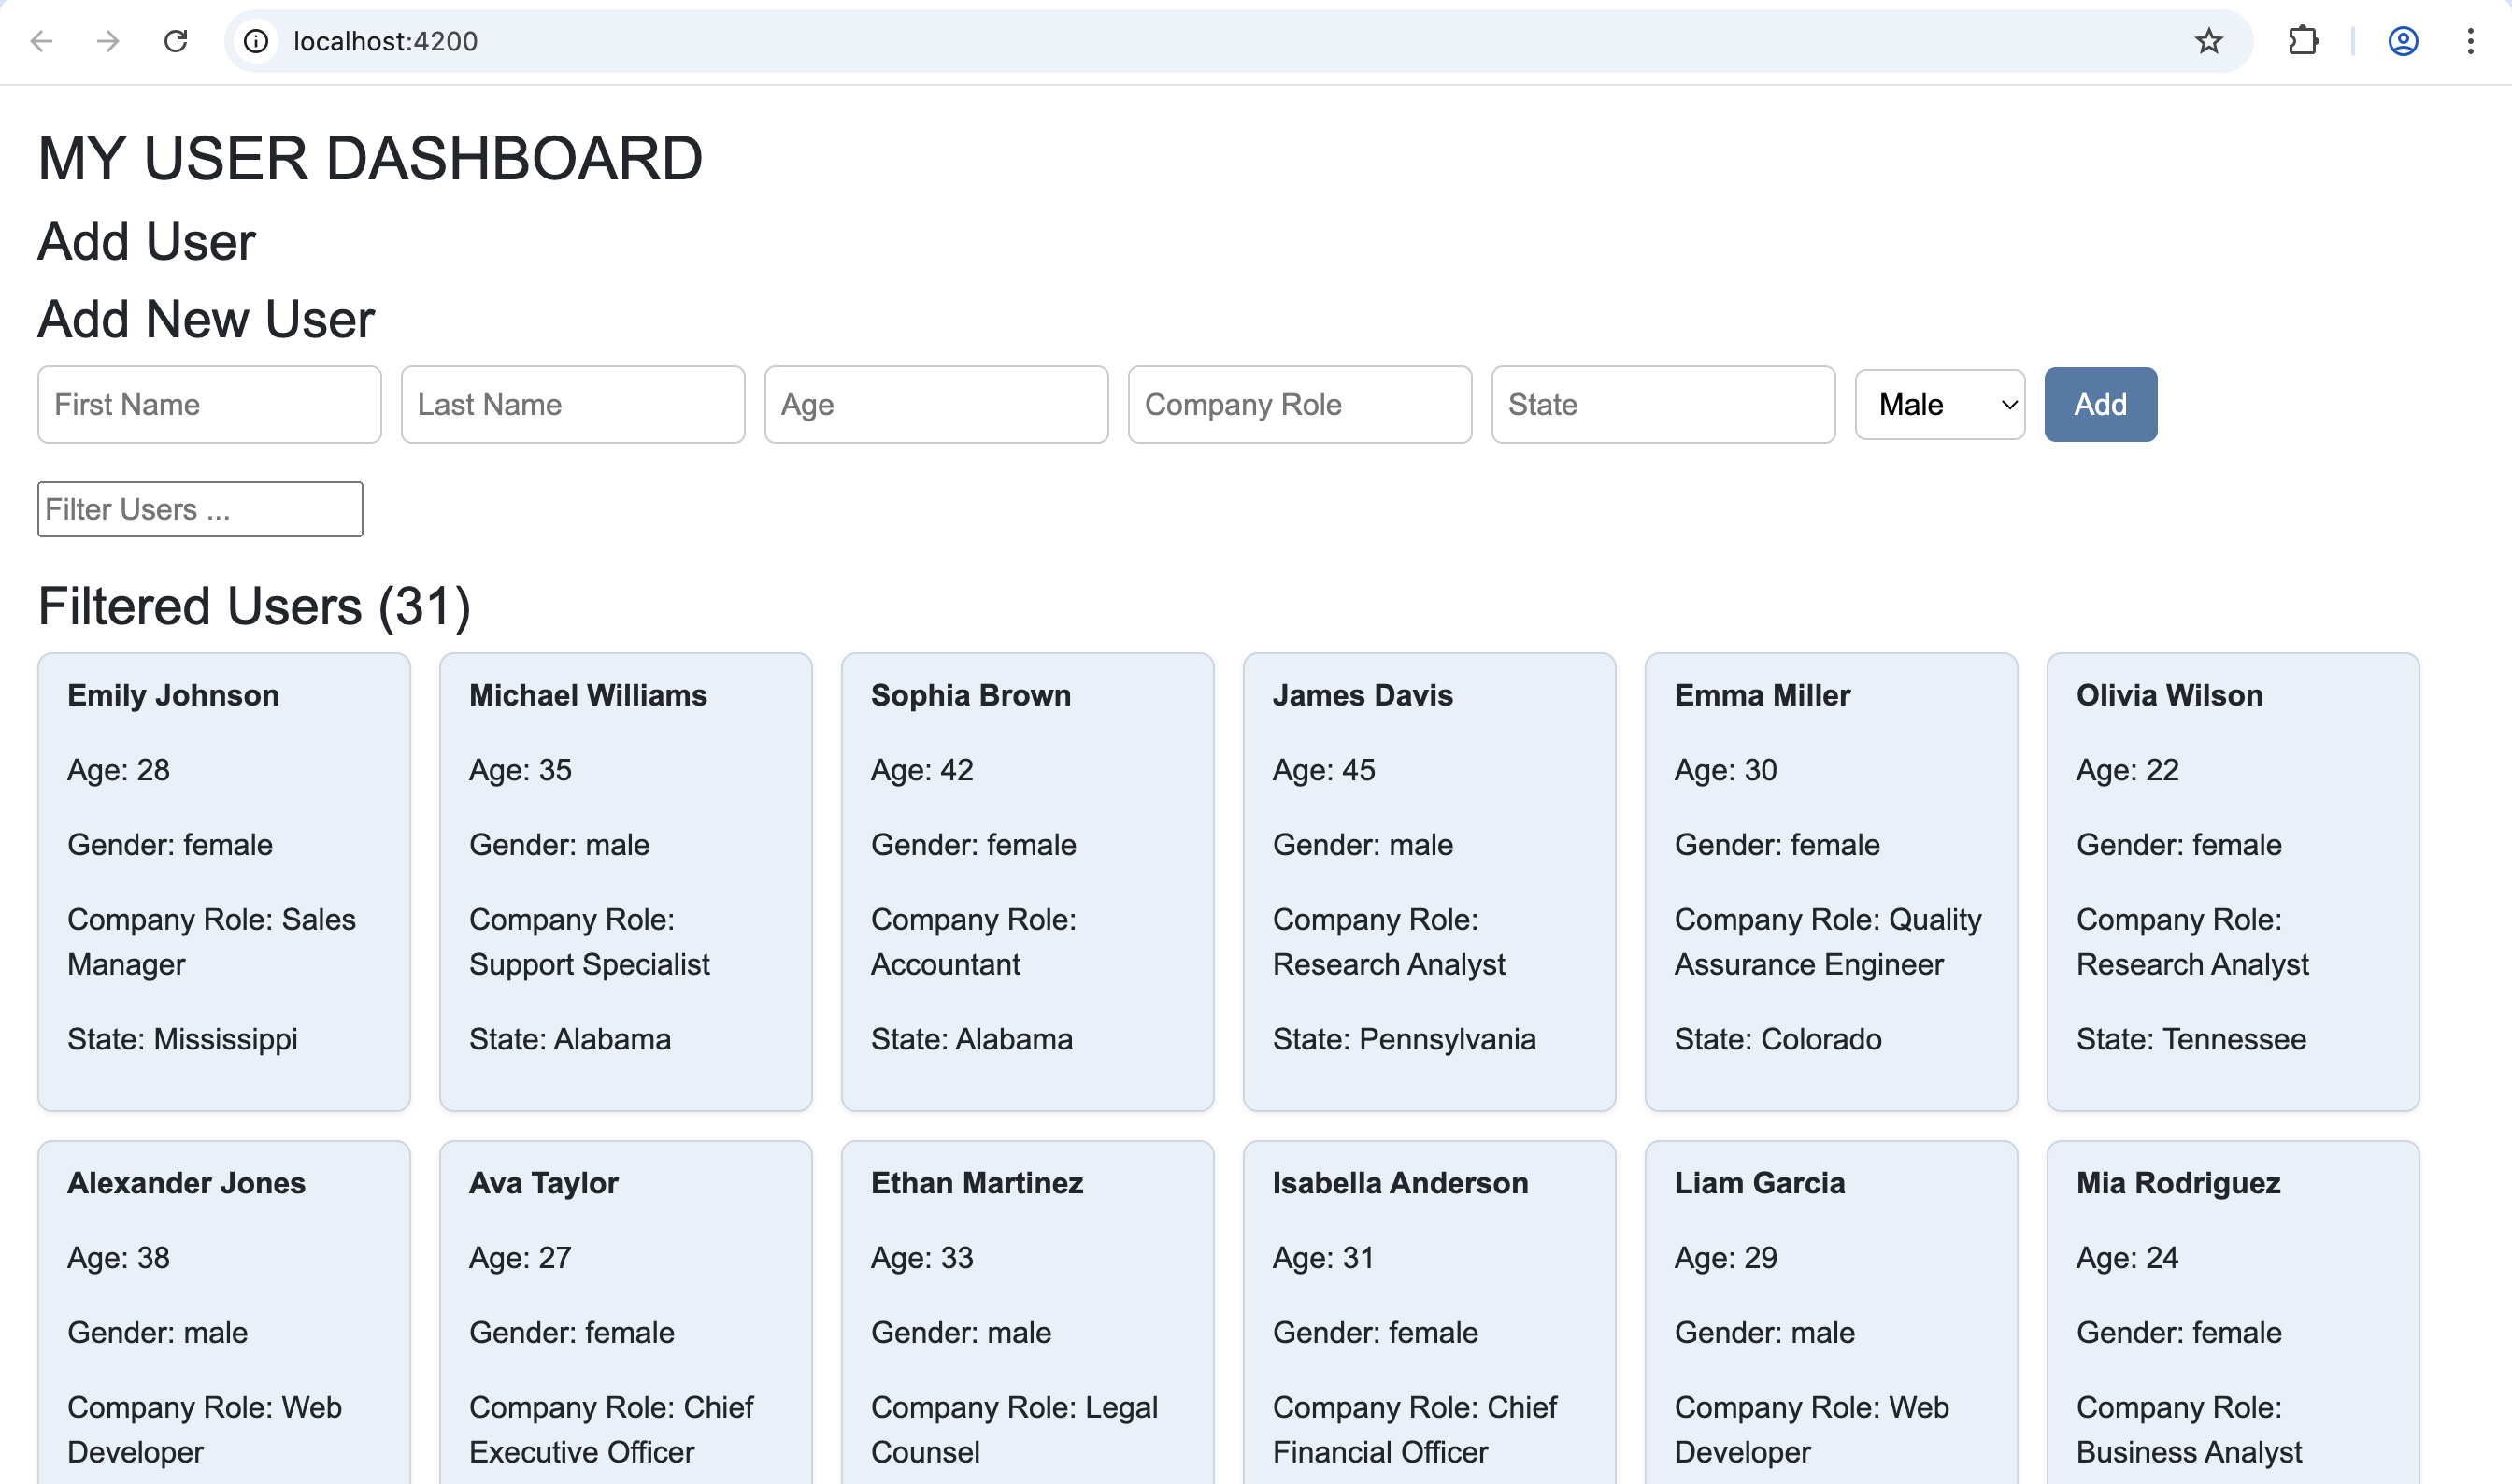 localhost:4200
MY USER DASHBOARD
Add User
Add New User
First Name Last Name Age Company Role State Male Add
Filter Users ...
Filtered Users (31)
Emily Johnson
Age: 28
Gender: female
Company Role: Sales
Manager
State: Mississippi
Michael Williams
Age: 35
Gender: male
Company Role:
Support Specialist
State: Alabama
Sophia Brown
Age: 42
Gender: female
Company Role:
Accountant
State: Alabama
James Davis
Age: 45
Gender: male
Company Role:
Research Analyst
State: Pennsylvania
Emma Miller
Age: 30
Gender: female
Company Role: Quality
Assurance Engineer
State: Colorado
Olivia Wilson
Age: 22
Gender: female
Company Role:
Research Analyst
State: Tennessee
Alexander Jones
Age: 38
Gender: male
Company Role: Web
Developer
Ava Taylor
Age: 27
Gender: female
Company Role: Chief
Executive Officer
Ethan Martinez
Age: 33
Gender: male
Company Role: Legal
Counsel
Isabella Anderson
Age: 31
Gender: female
Company Role: Chief
Financial Officer
Liam Garcia
Age: 29
Gender: male
Company Role: Web
Developer
Mia Rodriguez
Age: 24
Gender: female
Company Role:
Business Analyst